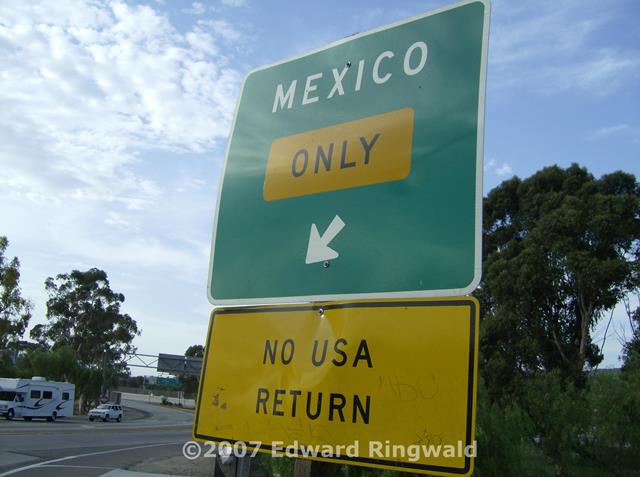 MEXICO
ONLY
NO USA
RETURN
©2007 Edward Ringwald